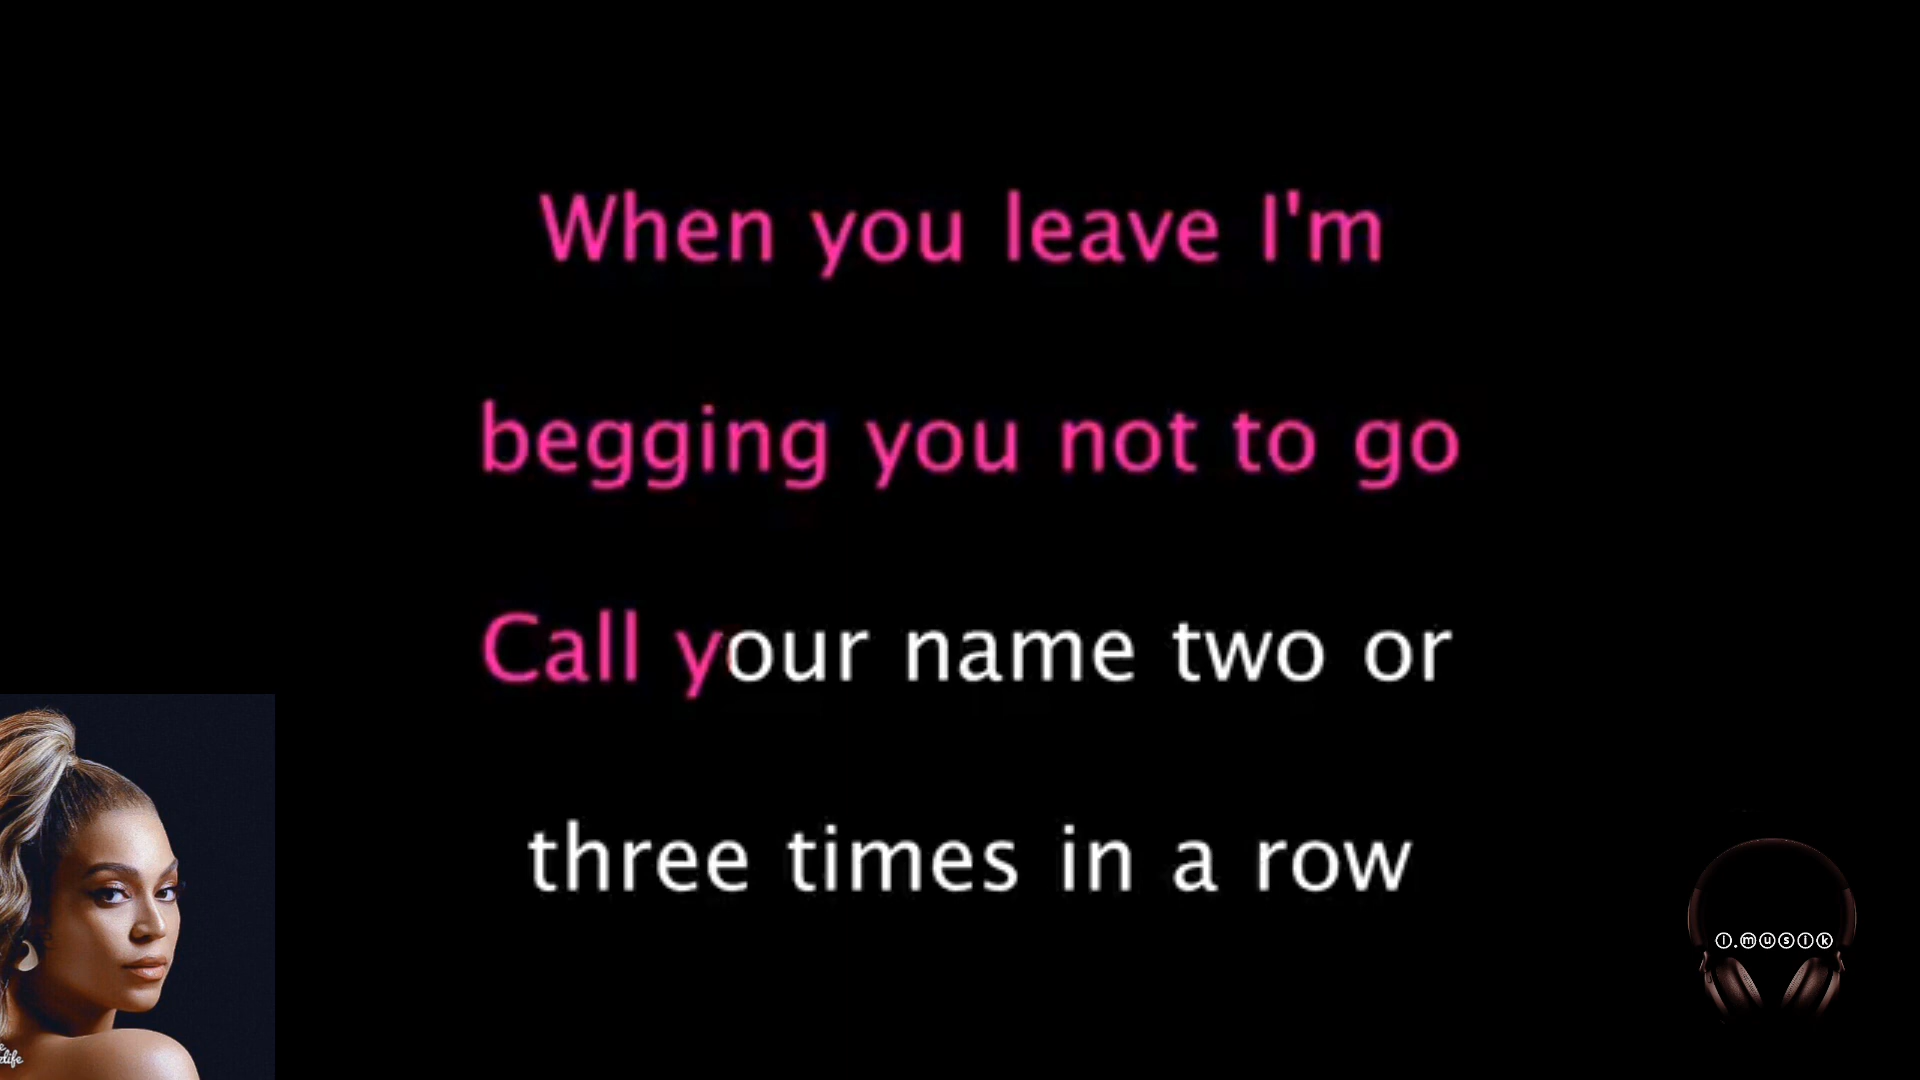 When you leave I'm
begging you not to go
Call your name two or
three times in a row
i.musik